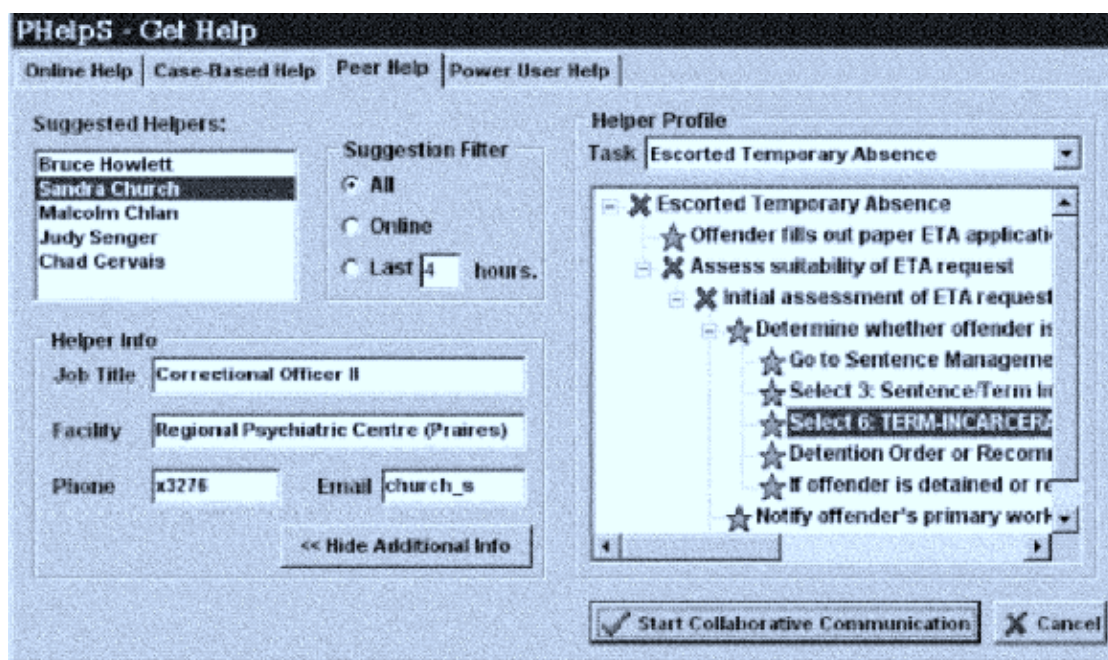 PHelpS - Get Help
Online Help Case-Based Help Peer Help Power User Help
Suggested Helpers:
Bruce Howlett
Sandra Church
Malcolm Chlan
Judy Senger
Chad Gervais
Suggestion Filter
All
Online
Last 4 hours.
Helper Info
Job Title Correctional Officer II
Facility Regional Psychiatric Centre (Praires)
Phone x3276 Email church_s
<< Hide Additional Info
Helper Profile
Task Escorted Temporary Absence
Escorted Temporary Absence
Offender fills out paper ETA applicati
Assess suitability of ETA request
Initial assessment of ETA request
Determine whether offender is
Go to Sentence Manageme
Select 3: Sentence/Term In
Select 6: TERM-INCARCERA
Detention Order or Recom
If offender is detained or re
Notify offender's primary work
Start Collaborative Communication Cancel